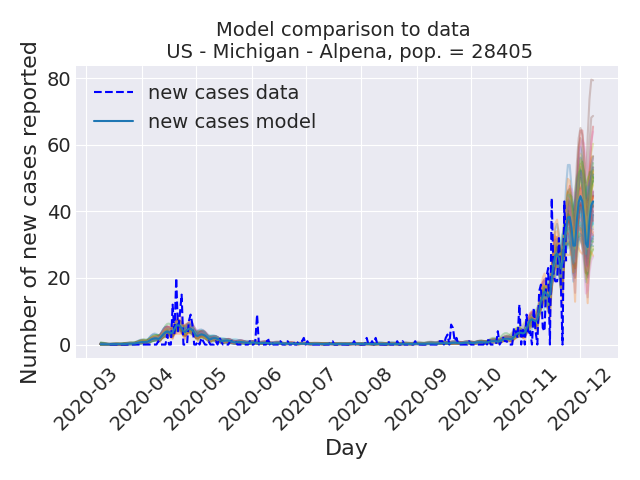 Model comparison to data
US - Michigan - Alpena, pop. = 28405
Number of new cases reported
80
60
40
20
0
new cases data
new cases model
2020-03
2020-04
2020-05
2020-06
2020-07
2020-08
2020-09
2020-10
2020-11
2020-12
Day